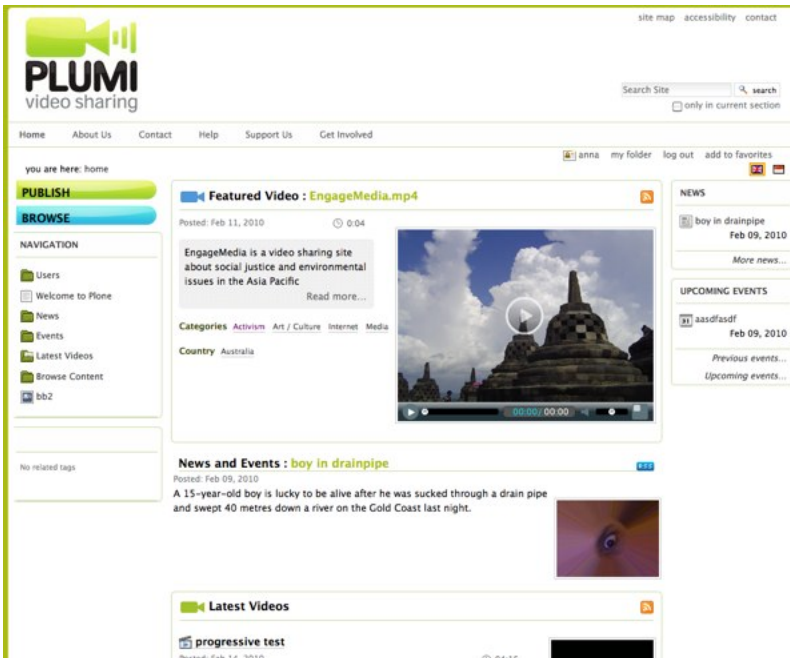 site map accessibility contact
PLUMI
video sharing
Search Site search
only in current section
Home About Us Contact Help Support Us Get Involved
anna my folder log out add to favorites
you are here: home
PUBLISH
BROWSE
NAVIGATION
Users
Welcome to Plone
News
Events
Latest Videos
Browse Content
bb2
No related tags
Featured Video : EngageMedia.mp4
Posted: Feb 11, 2010 0:04
EngageMedia is a video sharing site
about social justice and environmental
issues in the Asia Pacific
Read more...
Categories Activism Art / Culture Internet Media
Country Australia
00:00/ 00:00
News and Events : boy in drainpipe
RSS
Posted: Feb 09, 2010
A 15-year-old boy is lucky to be alive after he was sucked through a drain pipe
and swept 40 metres down a river on the Gold Coast last night.
Latest Videos
progressive test
Posted: Feb 14, 2010 04:15
NEWS
boy in drainpipe
Feb 09, 2010
More news...
UPCOMING EVENTS
31 aasdfasdf
Feb 09, 2010
Previous events...
Upcoming events...